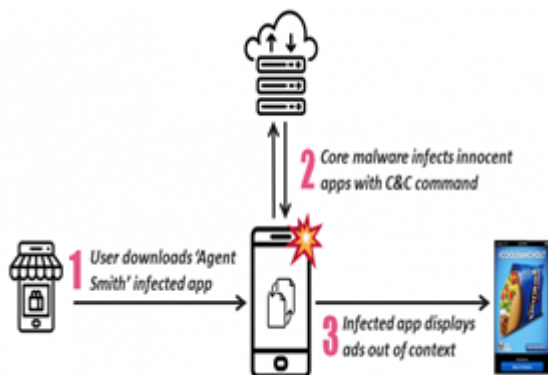 2 Core malware infects innocent
apps with C&C command
1 User downloads 'Agent
Smith' infected app
3 Infected app displays
ads out of context